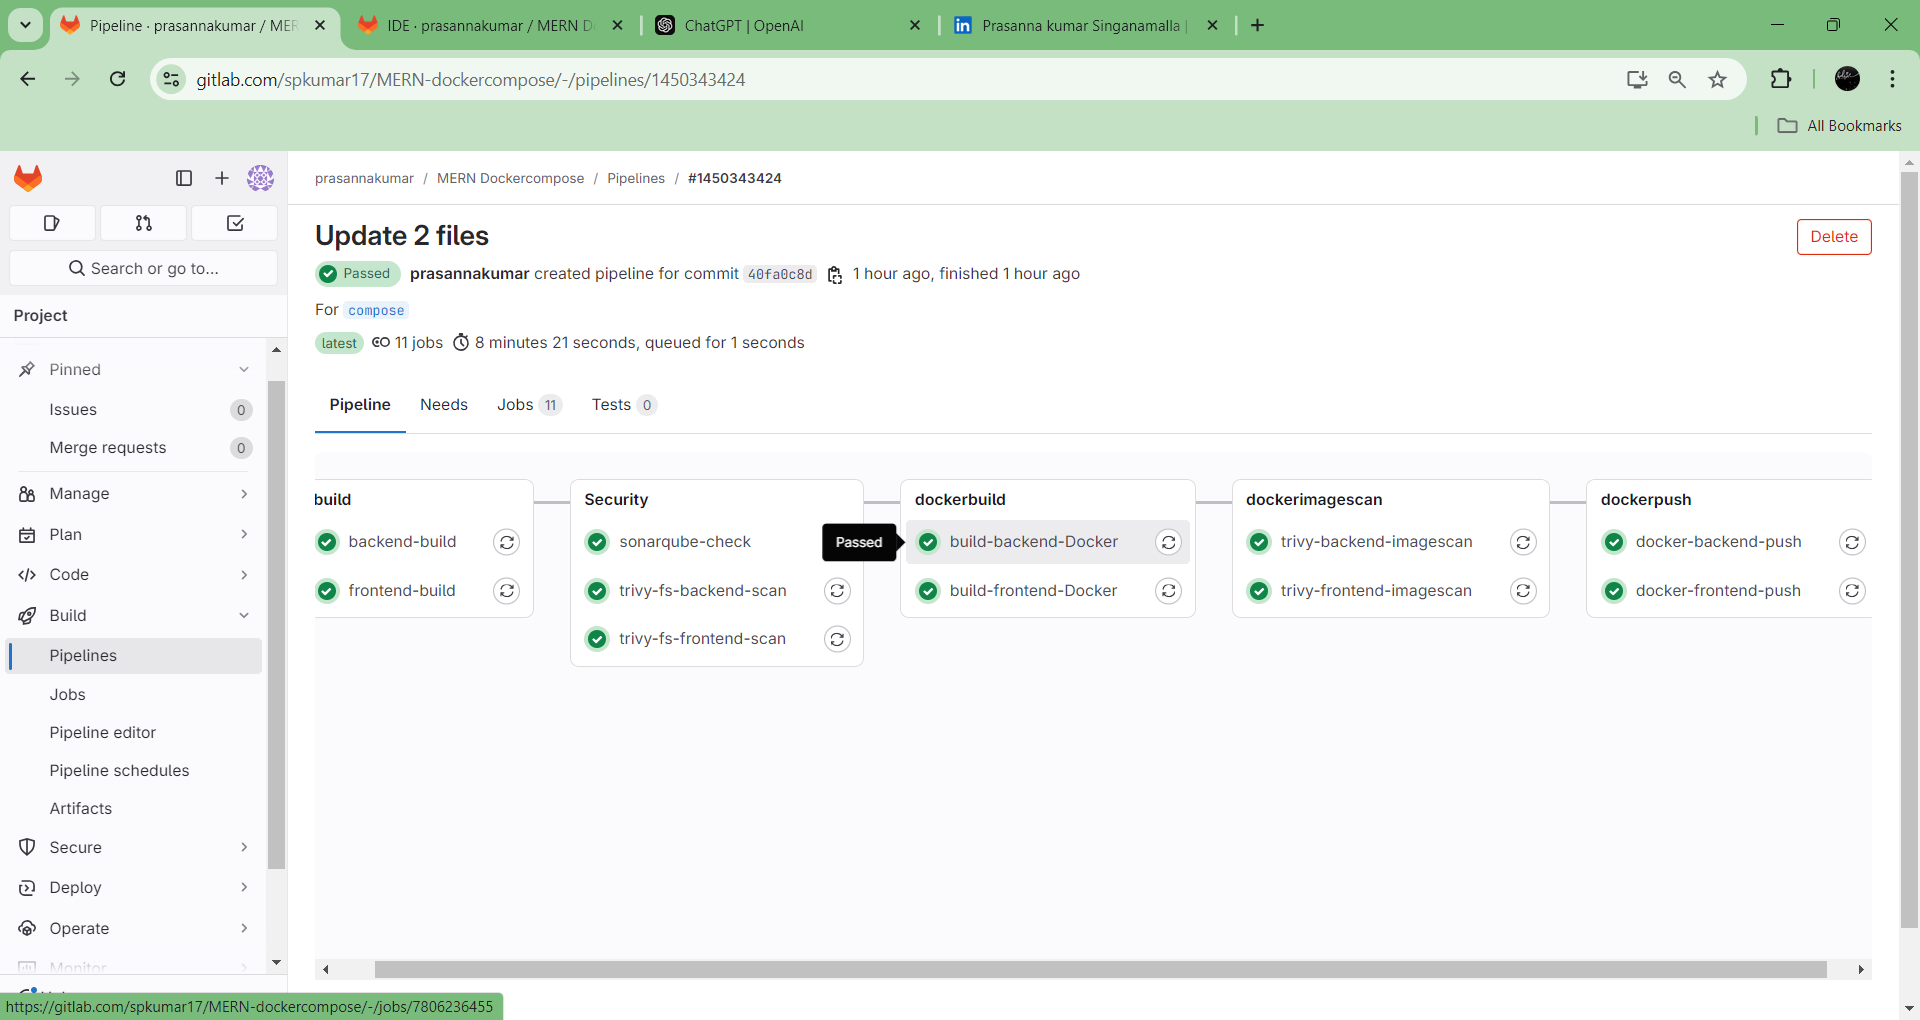 Pipeline · prasannakumar / MER
IDE · prasannakumar / MERN D
ChatGPT | OpenAI
Prasanna kumar Singanamalla |
gitlab.com/spkumar17/MERN-dockercompose/-/pipelines/1450343424
All Bookmarks
prasannakumar / MERN Dockercompose / Pipelines / #1450343424
Search or go to...
Project
Pinned
Issues 0
Merge requests 0
Manage
Plan
Code
Build
Pipelines
Jobs
Pipeline editor
Pipeline schedules
Artifacts
Secure
Deploy
Operate
Monitor
Update 2 files
Delete
Passed prasannakumar created pipeline for commit 40fa0c8d 1 hour ago, finished 1 hour ago
For compose
latest 11 jobs 8 minutes 21 seconds, queued for 1 seconds
Pipeline Needs Jobs 11 Tests 0
build
backend-build
frontend-build
Security
sonarqube-check
trivy-fs-backend-scan
trivy-fs-frontend-scan
Passed
dockerbuild
build-backend-Docker
build-frontend-Docker
dockerimagescan
trivy-backend-imagescan
trivy-frontend-imagescan
dockerpush
docker-backend-push
docker-frontend-push
https://gitlab.com/spkumar17/MERN-dockercompose/-/jobs/7806236455